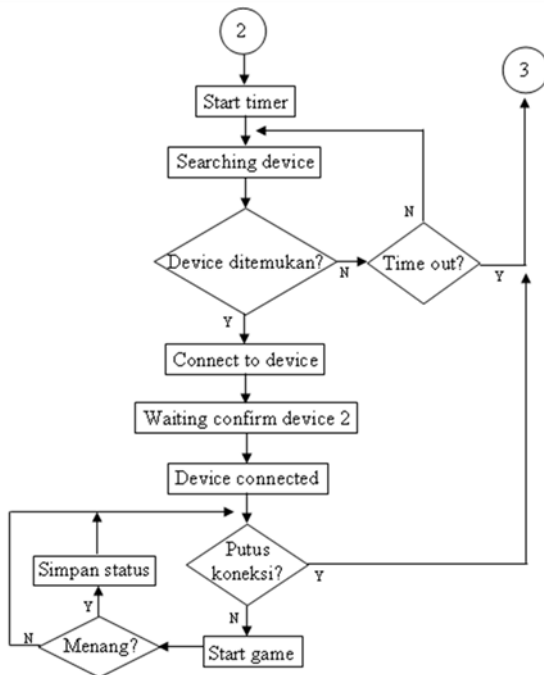 2
3
Start timer
Searching device
N
Device ditemukan?
N
Time out?
Y
Y
Connect to device
Waiting confirm device 2
Device connected
Putus
koneksi?
Y
Simpan status
Y
N
N
Menang?
Start game